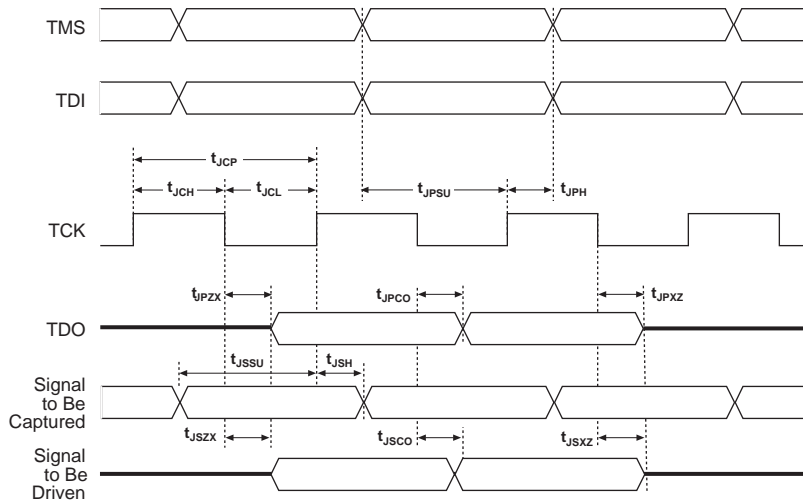 TMS
TDI
tJCP
tJCH
tJCL
tJPSU
tJPH
TCK
tJPZX
tJPCO
tJPXZ
TDO
tJSSU
tJSH
Signal
to Be
Captured
tJSZX
tJSCO
tJSXZ
Signal
to Be
Driven